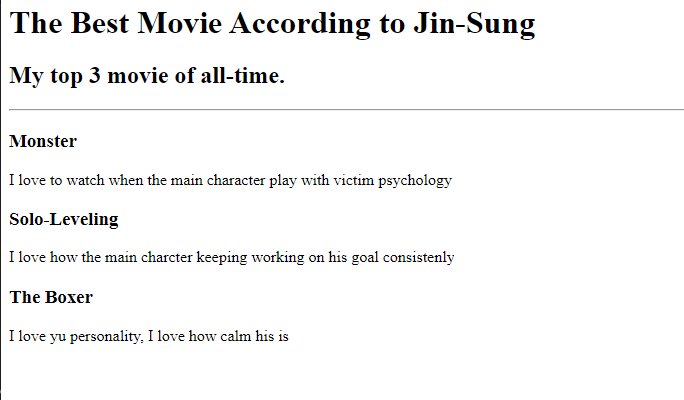 The Best Movie According to Jin-Sung
My top 3 movie of all-time.
Monster
I love to watch when the main character play with victim psychology
Solo-Leveling
I love how the main charcter keeping working on his goal consistenly
The Boxer
I love yu personality, I love how calm his is